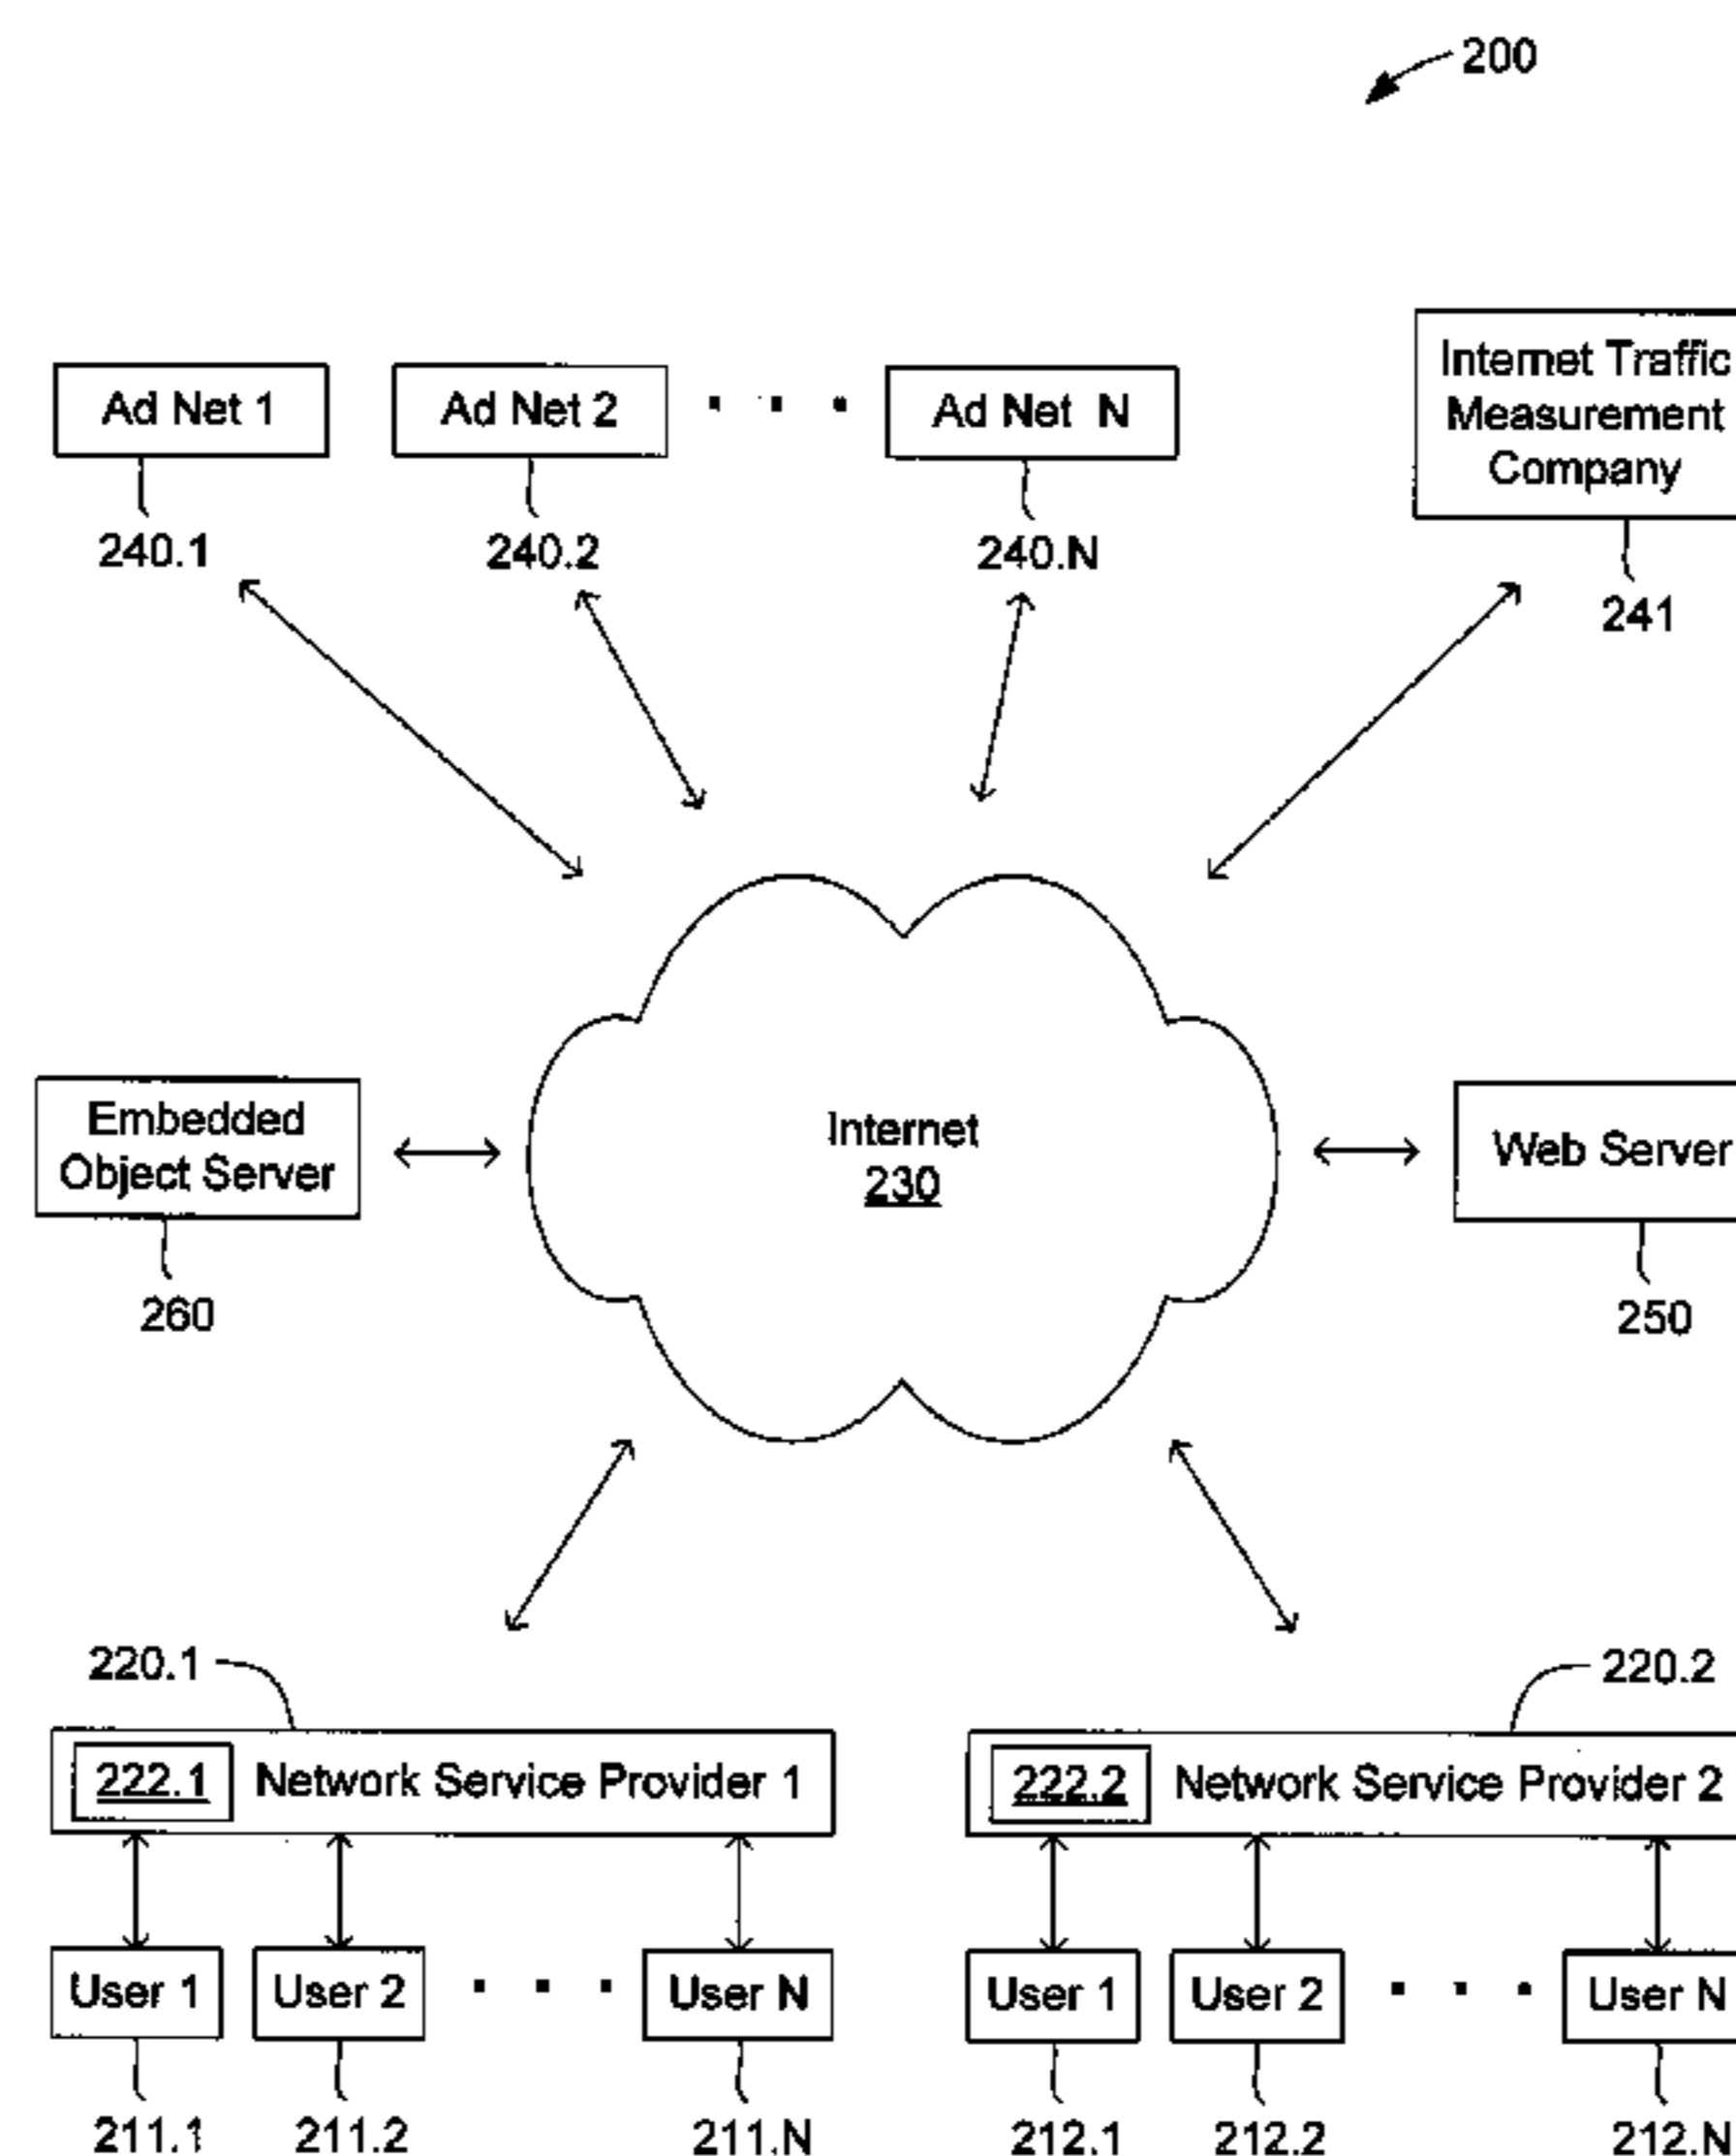 200
Ad Net 1
Ad Net 2
Ad Net N
Internet Traffic
Measurement
Company
240.1
240.2
240.N
241
Embedded
Object Server
Internet
230
Web Server
260
250
220.1
220.2
222.1 Network Service Provider 1
222.2 Network Service Provider 2
User 1
User 2
User N
User 1
User 2
User N
211.1
211.2
211.N
212.1
212.2
212.N